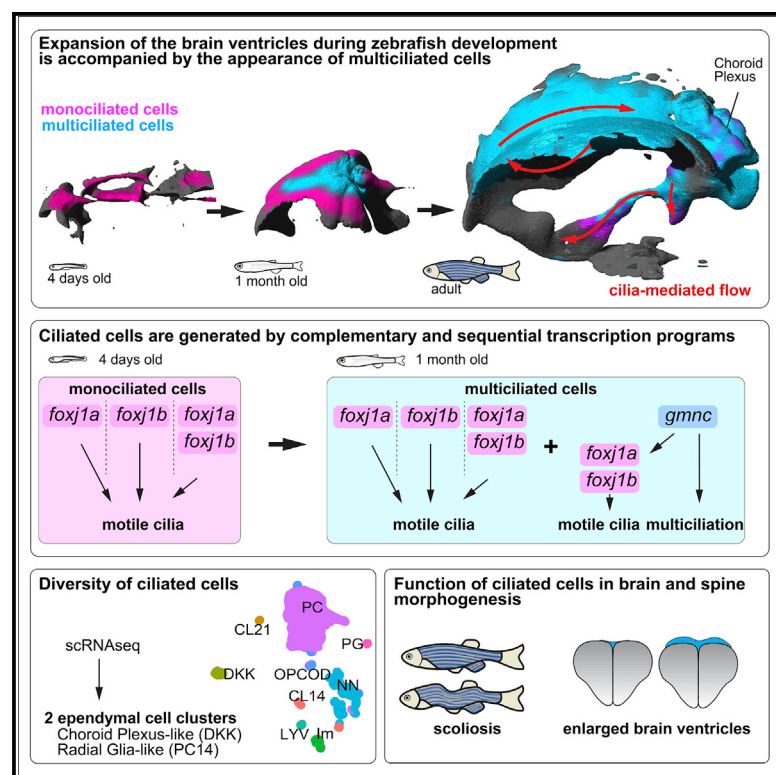 Expansion of the brain ventricles during zebrafish development
is accompanied by the appearance of multiciliated cells
monociliated cells
multiciliated cells
Choroid
Plexus
4 days old
1 month old
adult
cilia-mediated flow
Ciliated cells are generated by complementary and sequential transcription programs
4 days old
1 month old
monociliated cells
foxj1a
foxj1b
foxj1a
foxj1b
motile cilia
multiciliated cells
foxj1a
foxj1b
foxj1a
foxj1b
motile cilia
+
gmnc
foxj1a
foxj1b
motile cilia
multiciliation
Diversity of ciliated cells
scRNAseq
2 ependymal cell clusters
Choroid Plexus-like (DKK)
Radial Glia-like (PC14)
PC
CL21
PG
DKK
OPCOD
NN
CL14
LYV
Im
Function of ciliated cells in brain and spine
morphogenesis
scoliosis
enlarged brain ventricles